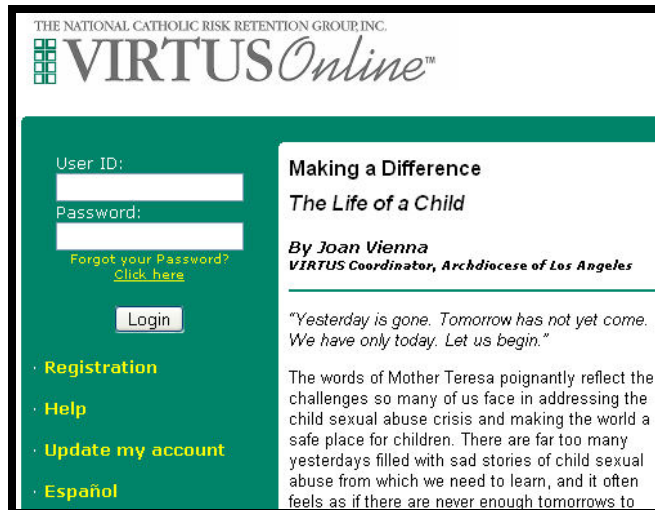 THE NATIONAL CATHOLIC RISK RETENTION GROUP, INC.
VIRTUS Online™
User ID:
Password:
Forgot your Password?
Click here
Login
· Registration
· Help
· Update my account
· Español
Making a Difference
The Life of a Child
By Joan Vienna
VIRTUS Coordinator, Archdiocese of Los Angeles
"Yesterday is gone. Tomorrow has not yet come.
We have only today. Let us begin."
The words of Mother Teresa poignantly reflect the
challenges so many of us face in addressing the
child sexual abuse crisis and making the world a
safe place for children. There are far too many
yesterdays filled with sad stories of child sexual
abuse from which we need to learn, and it often
feels as if there are never enough tomorrows to